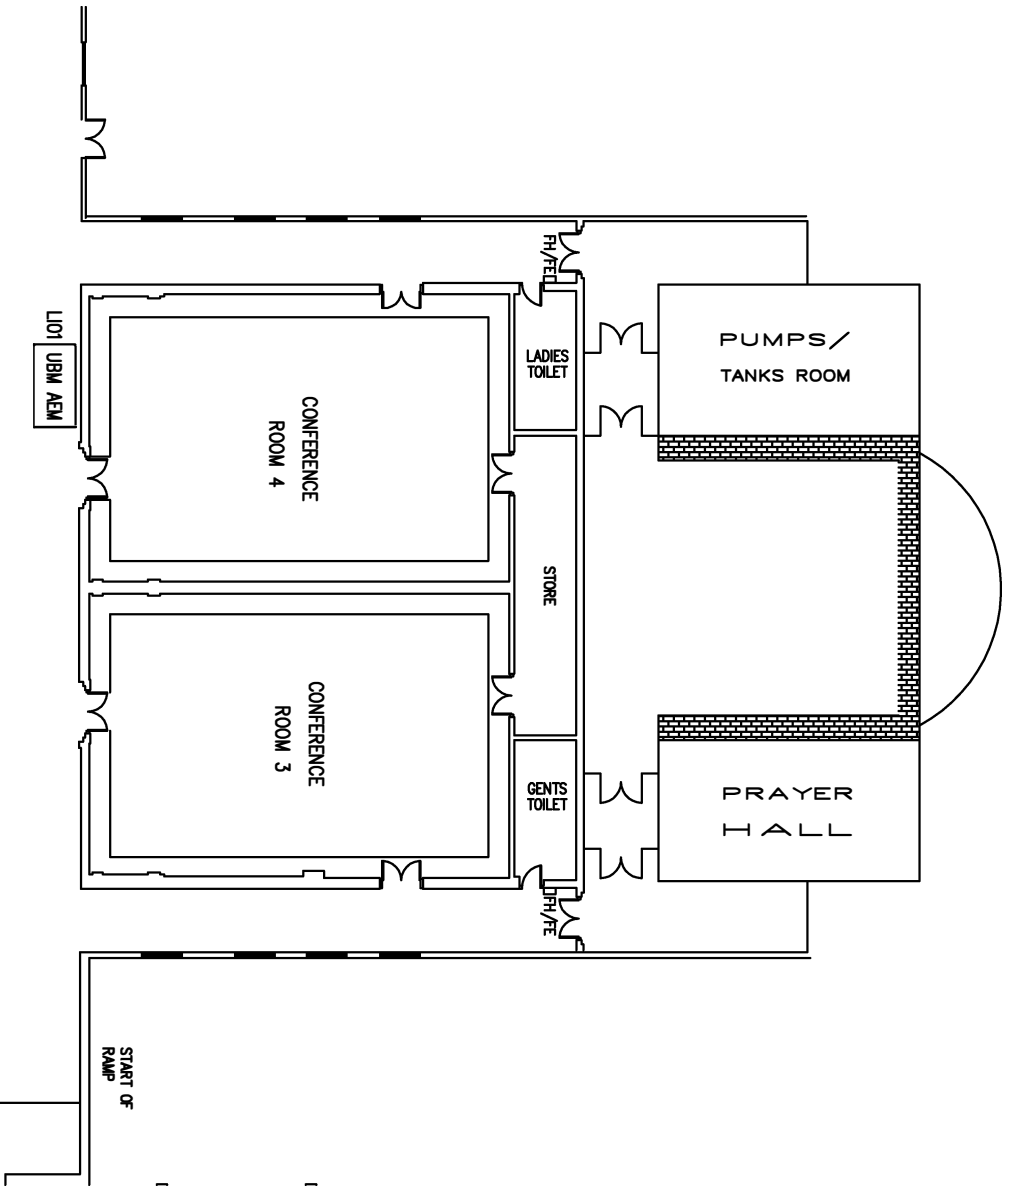 FH/FE
PUMPS/
TANKS ROOM
LADIES
TOILET
LI01
UBM AEM
CONFERENCE
ROOM 4
STORE
CONFERENCE
ROOM 3
GENTS
TOILET
PRAYER
HALL
FH/FE
START OF
RAMP